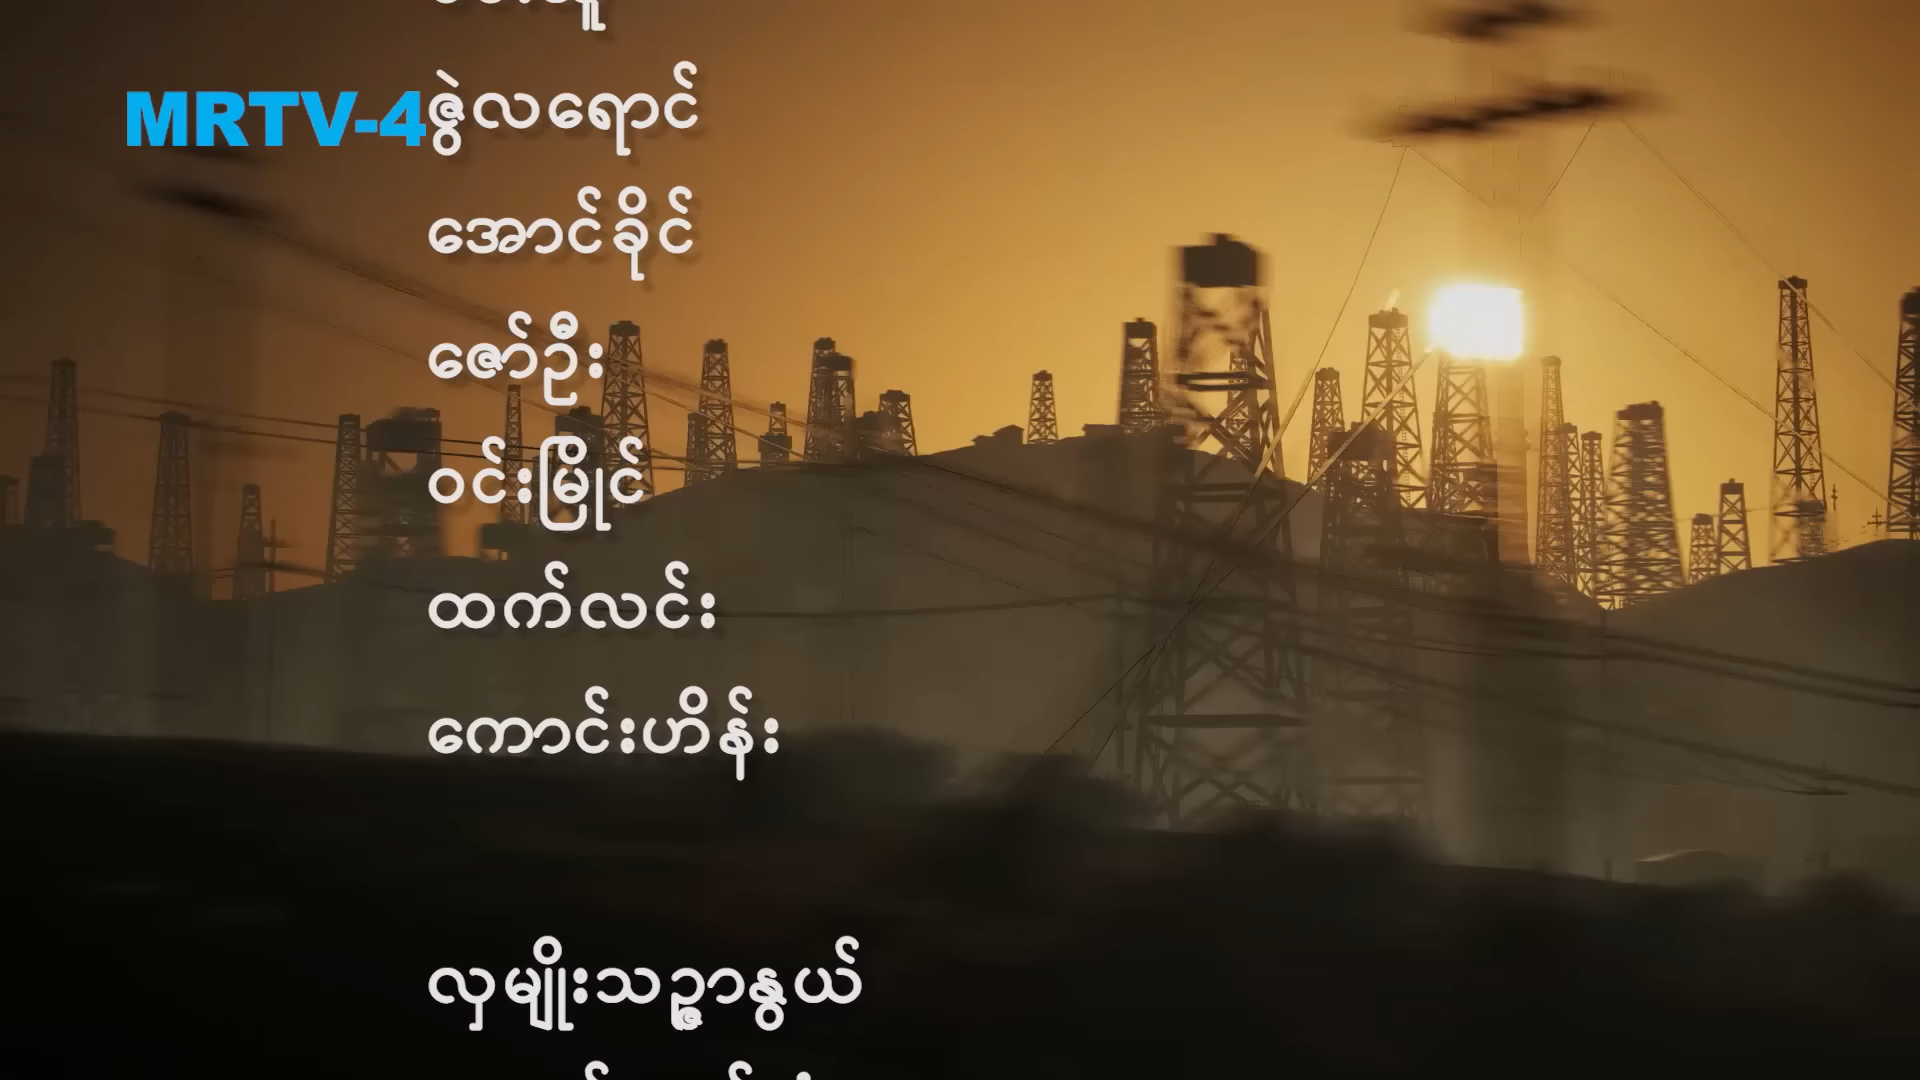 MRTV-4
ဇွဲလရောင်
အောင်ခိုင်
ဇော်ဦး
ဝင်းမြိုင်
ထက်လင်း
ကောင်းဟိန်း
လှမျိုးသဉ္ဇာနွယ်